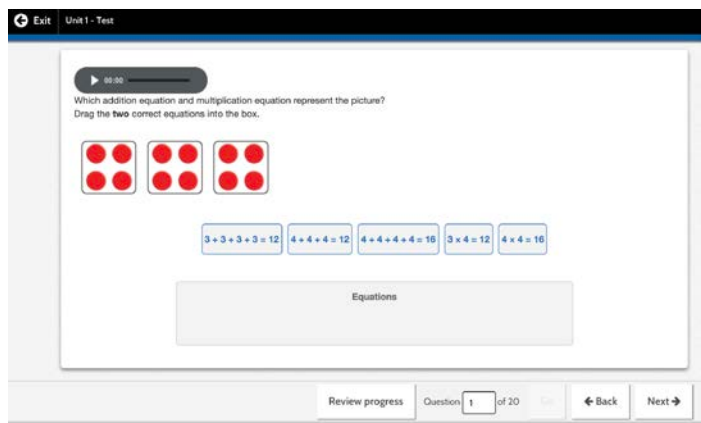 Exit Unit 1 - Test
00:00
Which addition equation and multiplication equation represent the picture?
Drag the two correct equations into the box.
3 + 3 + 3 + 3 = 12 4 + 4 + 4 = 12 4 + 4 + 4 + 4 = 16 3 x 4 = 12 4 x 4 = 16
Equations
Review progress Question 1 of 20 Go Back Next